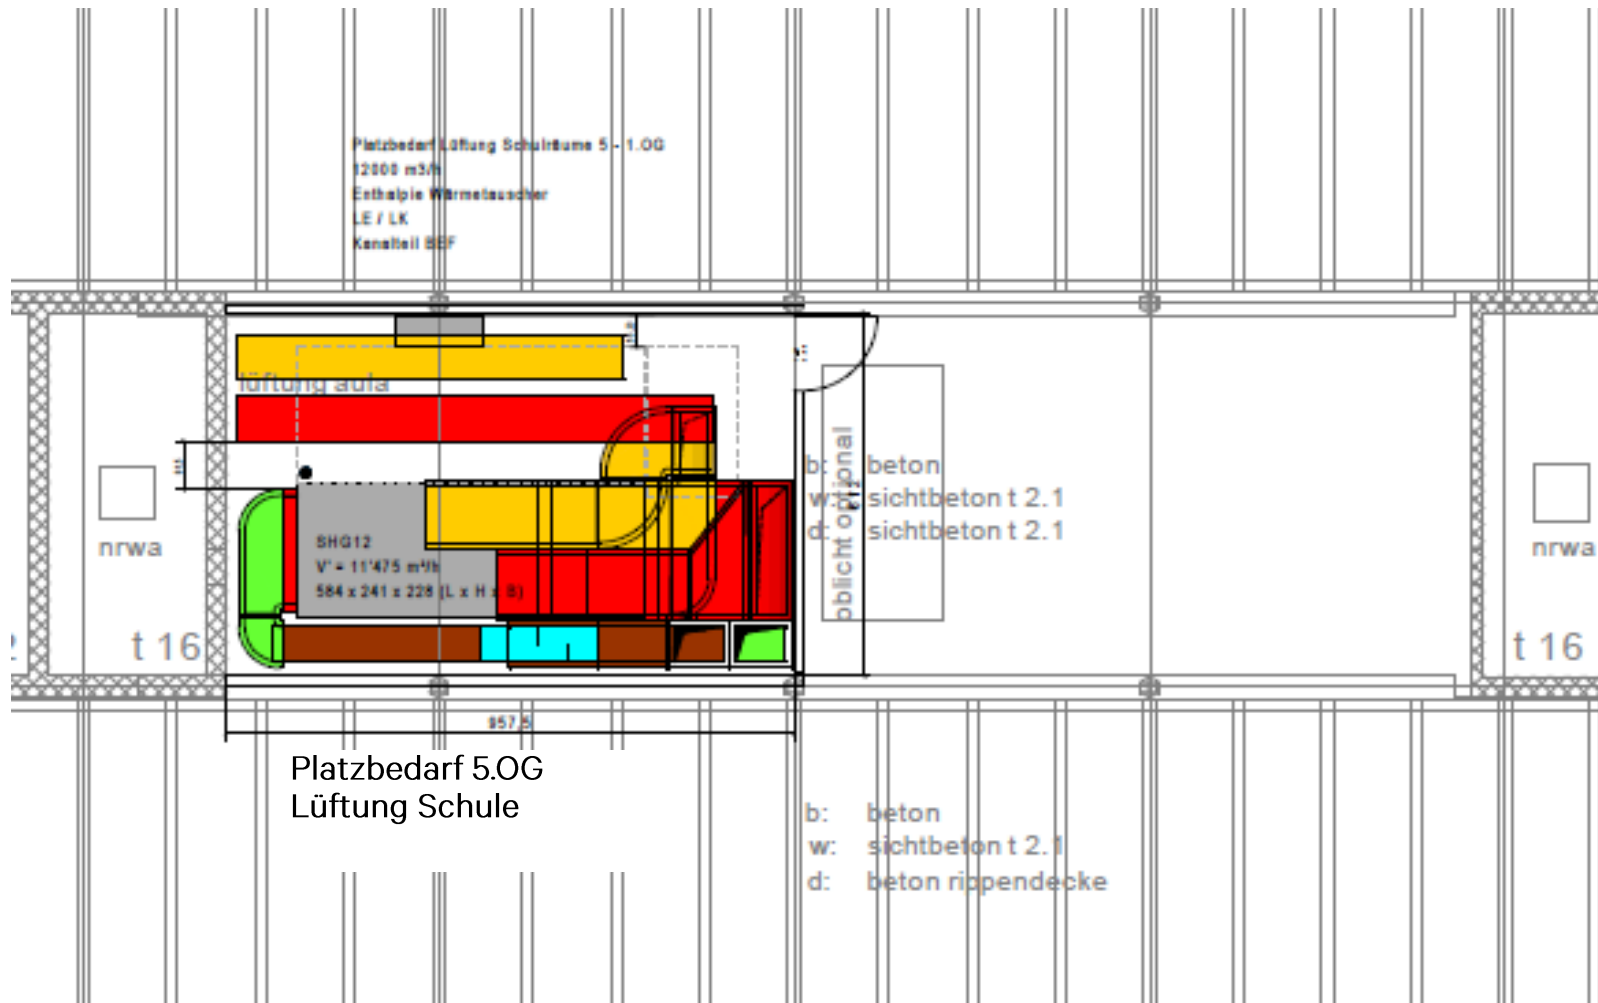 Platzbedarf Lüftung Schulräume 5 - 1.OG
12000 m3/h
Enthalpie Wärmetauscher
LE / LK
Kanalteil BEF
lüftung aula
SHG12
V' = 11'475 m³/h
584 x 241 x 228 (L x H x B)
oblicht optional
b: beton
w: sichtbeton t 2.1
d: sichtbeton t 2.1
nrwa
nrwa
t 16
t 16
957,5
Platzbedarf 5.OG
Lüftung Schule
b: beton
w: sichtbeton t 2.1
d: beton rippendecke